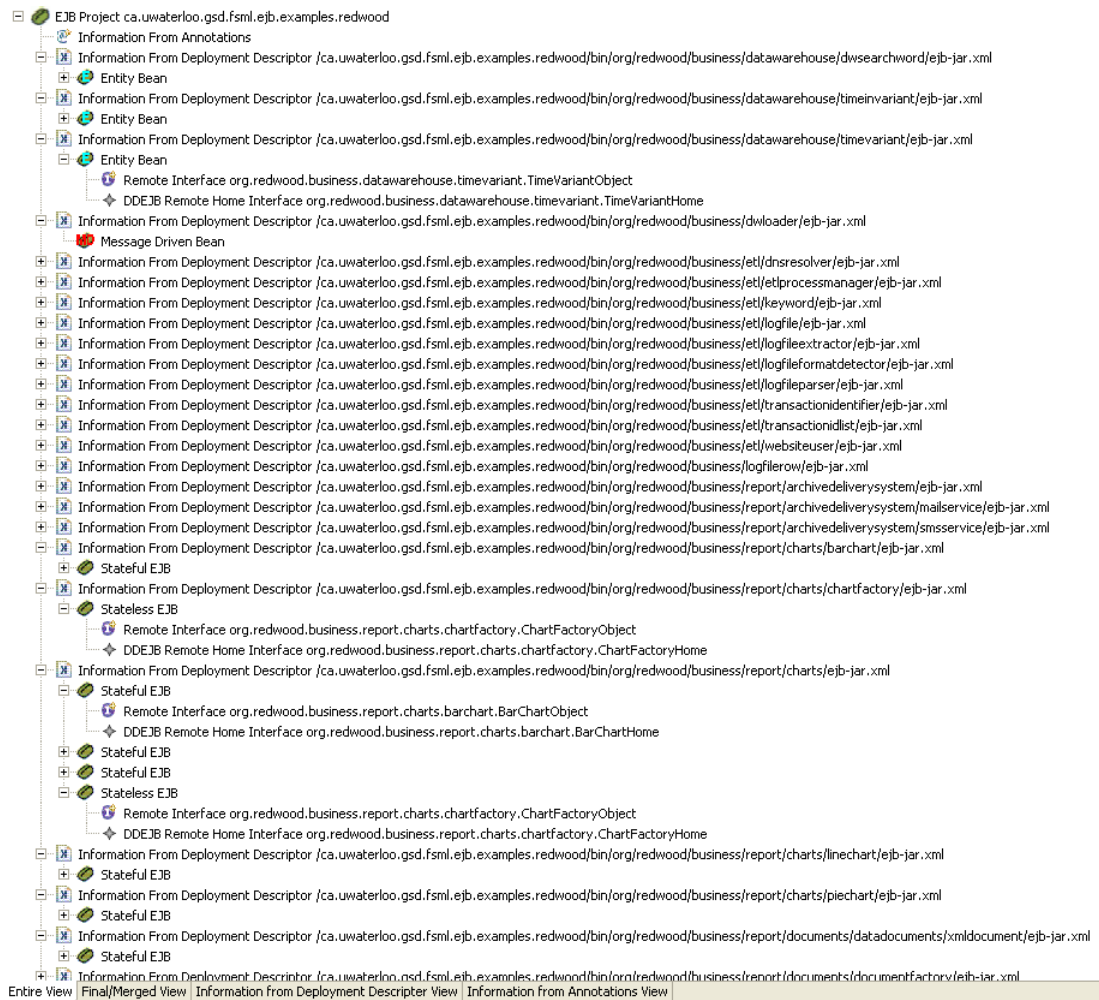 EJB Project ca.uwaterloo.gsd.fsml.ejb.examples.redwood
Information From Annotations
Information From Deployment Descriptor /ca.uwaterloo.gsd.fsml.ejb.examples.redwood/bin/org/redwood/business/datawarehouse/dwsearchword/ejb-jar.xml
Entity Bean
Information From Deployment Descriptor /ca.uwaterloo.gsd.fsml.ejb.examples.redwood/bin/org/redwood/business/datawarehouse/timeinvariant/ejb-jar.xml
Entity Bean
Information From Deployment Descriptor /ca.uwaterloo.gsd.fsml.ejb.examples.redwood/bin/org/redwood/business/datawarehouse/timevariant/ejb-jar.xml
Entity Bean
Remote Interface org.redwood.business.datawarehouse.timevariant.TimeVariantObject
DDEJB Remote Home Interface org.redwood.business.datawarehouse.timevariant.TimeVariantHome
Information From Deployment Descriptor /ca.uwaterloo.gsd.fsml.ejb.examples.redwood/bin/org/redwood/business/dwloader/ejb-jar.xml
Message Driven Bean
Information From Deployment Descriptor /ca.uwaterloo.gsd.fsml.ejb.examples.redwood/bin/org/redwood/business/etl/dnsresolver/ejb-jar.xml
Information From Deployment Descriptor /ca.uwaterloo.gsd.fsml.ejb.examples.redwood/bin/org/redwood/business/etl/etlprocessmanager/ejb-jar.xml
Information From Deployment Descriptor /ca.uwaterloo.gsd.fsml.ejb.examples.redwood/bin/org/redwood/business/etl/keyword/ejb-jar.xml
Information From Deployment Descriptor /ca.uwaterloo.gsd.fsml.ejb.examples.redwood/bin/org/redwood/business/etl/logfile/ejb-jar.xml
Information From Deployment Descriptor /ca.uwaterloo.gsd.fsml.ejb.examples.redwood/bin/org/redwood/business/etl/logfileextractor/ejb-jar.xml
Information From Deployment Descriptor /ca.uwaterloo.gsd.fsml.ejb.examples.redwood/bin/org/redwood/business/etl/logfileformatdetector/ejb-jar.xml
Information From Deployment Descriptor /ca.uwaterloo.gsd.fsml.ejb.examples.redwood/bin/org/redwood/business/etl/logfileparser/ejb-jar.xml
Information From Deployment Descriptor /ca.uwaterloo.gsd.fsml.ejb.examples.redwood/bin/org/redwood/business/etl/transactionidentifier/ejb-jar.xml
Information From Deployment Descriptor /ca.uwaterloo.gsd.fsml.ejb.examples.redwood/bin/org/redwood/business/etl/transactionidlist/ejb-jar.xml
Information From Deployment Descriptor /ca.uwaterloo.gsd.fsml.ejb.examples.redwood/bin/org/redwood/business/etl/websiteuser/ejb-jar.xml
Information From Deployment Descriptor /ca.uwaterloo.gsd.fsml.ejb.examples.redwood/bin/org/redwood/business/logfilerow/ejb-jar.xml
Information From Deployment Descriptor /ca.uwaterloo.gsd.fsml.ejb.examples.redwood/bin/org/redwood/business/report/archivedeliverysystem/ejb-jar.xml
Information From Deployment Descriptor /ca.uwaterloo.gsd.fsml.ejb.examples.redwood/bin/org/redwood/business/report/archivedeliverysystem/mailservice/ejb-jar.xml
Information From Deployment Descriptor /ca.uwaterloo.gsd.fsml.ejb.examples.redwood/bin/org/redwood/business/report/archivedeliverysystem/smsservice/ejb-jar.xml
Information From Deployment Descriptor /ca.uwaterloo.gsd.fsml.ejb.examples.redwood/bin/org/redwood/business/report/charts/barchart/ejb-jar.xml
Stateful EJB
Information From Deployment Descriptor /ca.uwaterloo.gsd.fsml.ejb.examples.redwood/bin/org/redwood/business/report/charts/chartfactory/ejb-jar.xml
Stateless EJB
Remote Interface org.redwood.business.report.charts.chartfactory.ChartFactoryObject
DDEJB Remote Home Interface org.redwood.business.report.charts.chartfactory.ChartFactoryHome
Information From Deployment Descriptor /ca.uwaterloo.gsd.fsml.ejb.examples.redwood/bin/org/redwood/business/report/charts/ejb-jar.xml
Stateful EJB
Remote Interface org.redwood.business.report.charts.barchart.BarChartObject
DDEJB Remote Home Interface org.redwood.business.report.charts.barchart.BarChartHome
Stateful EJB
Stateful EJB
Stateless EJB
Remote Interface org.redwood.business.report.charts.chartfactory.ChartFactoryObject
DDEJB Remote Home Interface org.redwood.business.report.charts.chartfactory.ChartFactoryHome
Information From Deployment Descriptor /ca.uwaterloo.gsd.fsml.ejb.examples.redwood/bin/org/redwood/business/report/charts/linechart/ejb-jar.xml
Stateful EJB
Information From Deployment Descriptor /ca.uwaterloo.gsd.fsml.ejb.examples.redwood/bin/org/redwood/business/report/charts/piechart/ejb-jar.xml
Stateful EJB
Information From Deployment Descriptor /ca.uwaterloo.gsd.fsml.ejb.examples.redwood/bin/org/redwood/business/report/documents/datadocuments/xmldocument/ejb-jar.xml
Stateful EJB
Information From Deployment Descriptor /ca.uwaterloo.gsd.fsml.ejb.examples.redwood/bin/org/redwood/business/report/documents/documentfactory/ejb-jar.xml
Entire View Final/Merged View Information from Deployment Descripter View Information from Annotations View